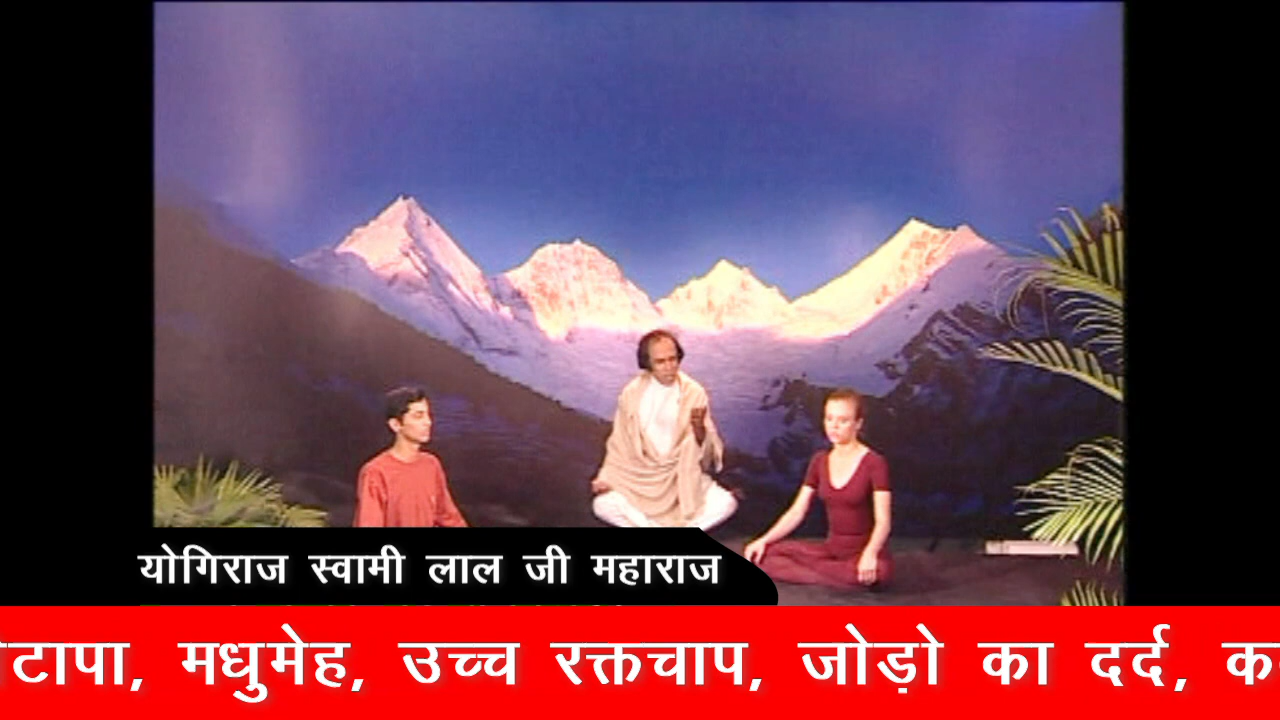 योगिराज स्वामी लाल जी महाराज
मधुमेह, उच्च रक्तचाप, जोड़ो का दर्द,